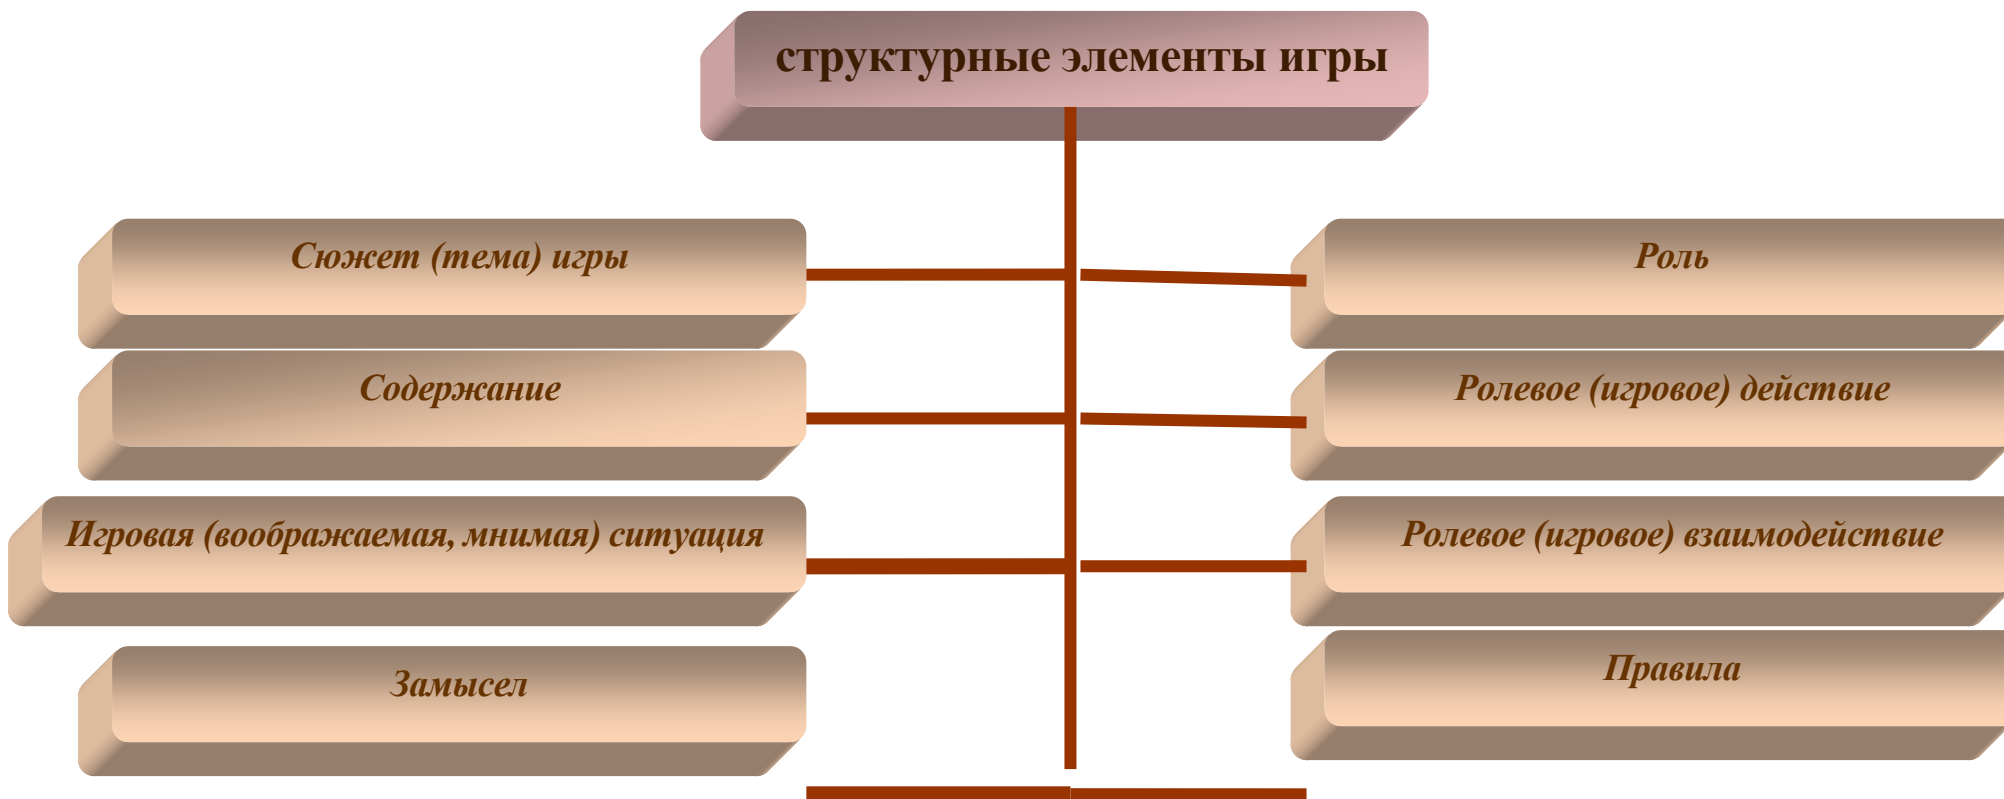 структурные элементы игры
Сюжет (тема) игры
Роль
Содержание
Ролевое (игровое) действие
Игровая (воображаемая, мнимая) ситуация
Ролевое (игровое) взаимодействие
Замысел
Правила